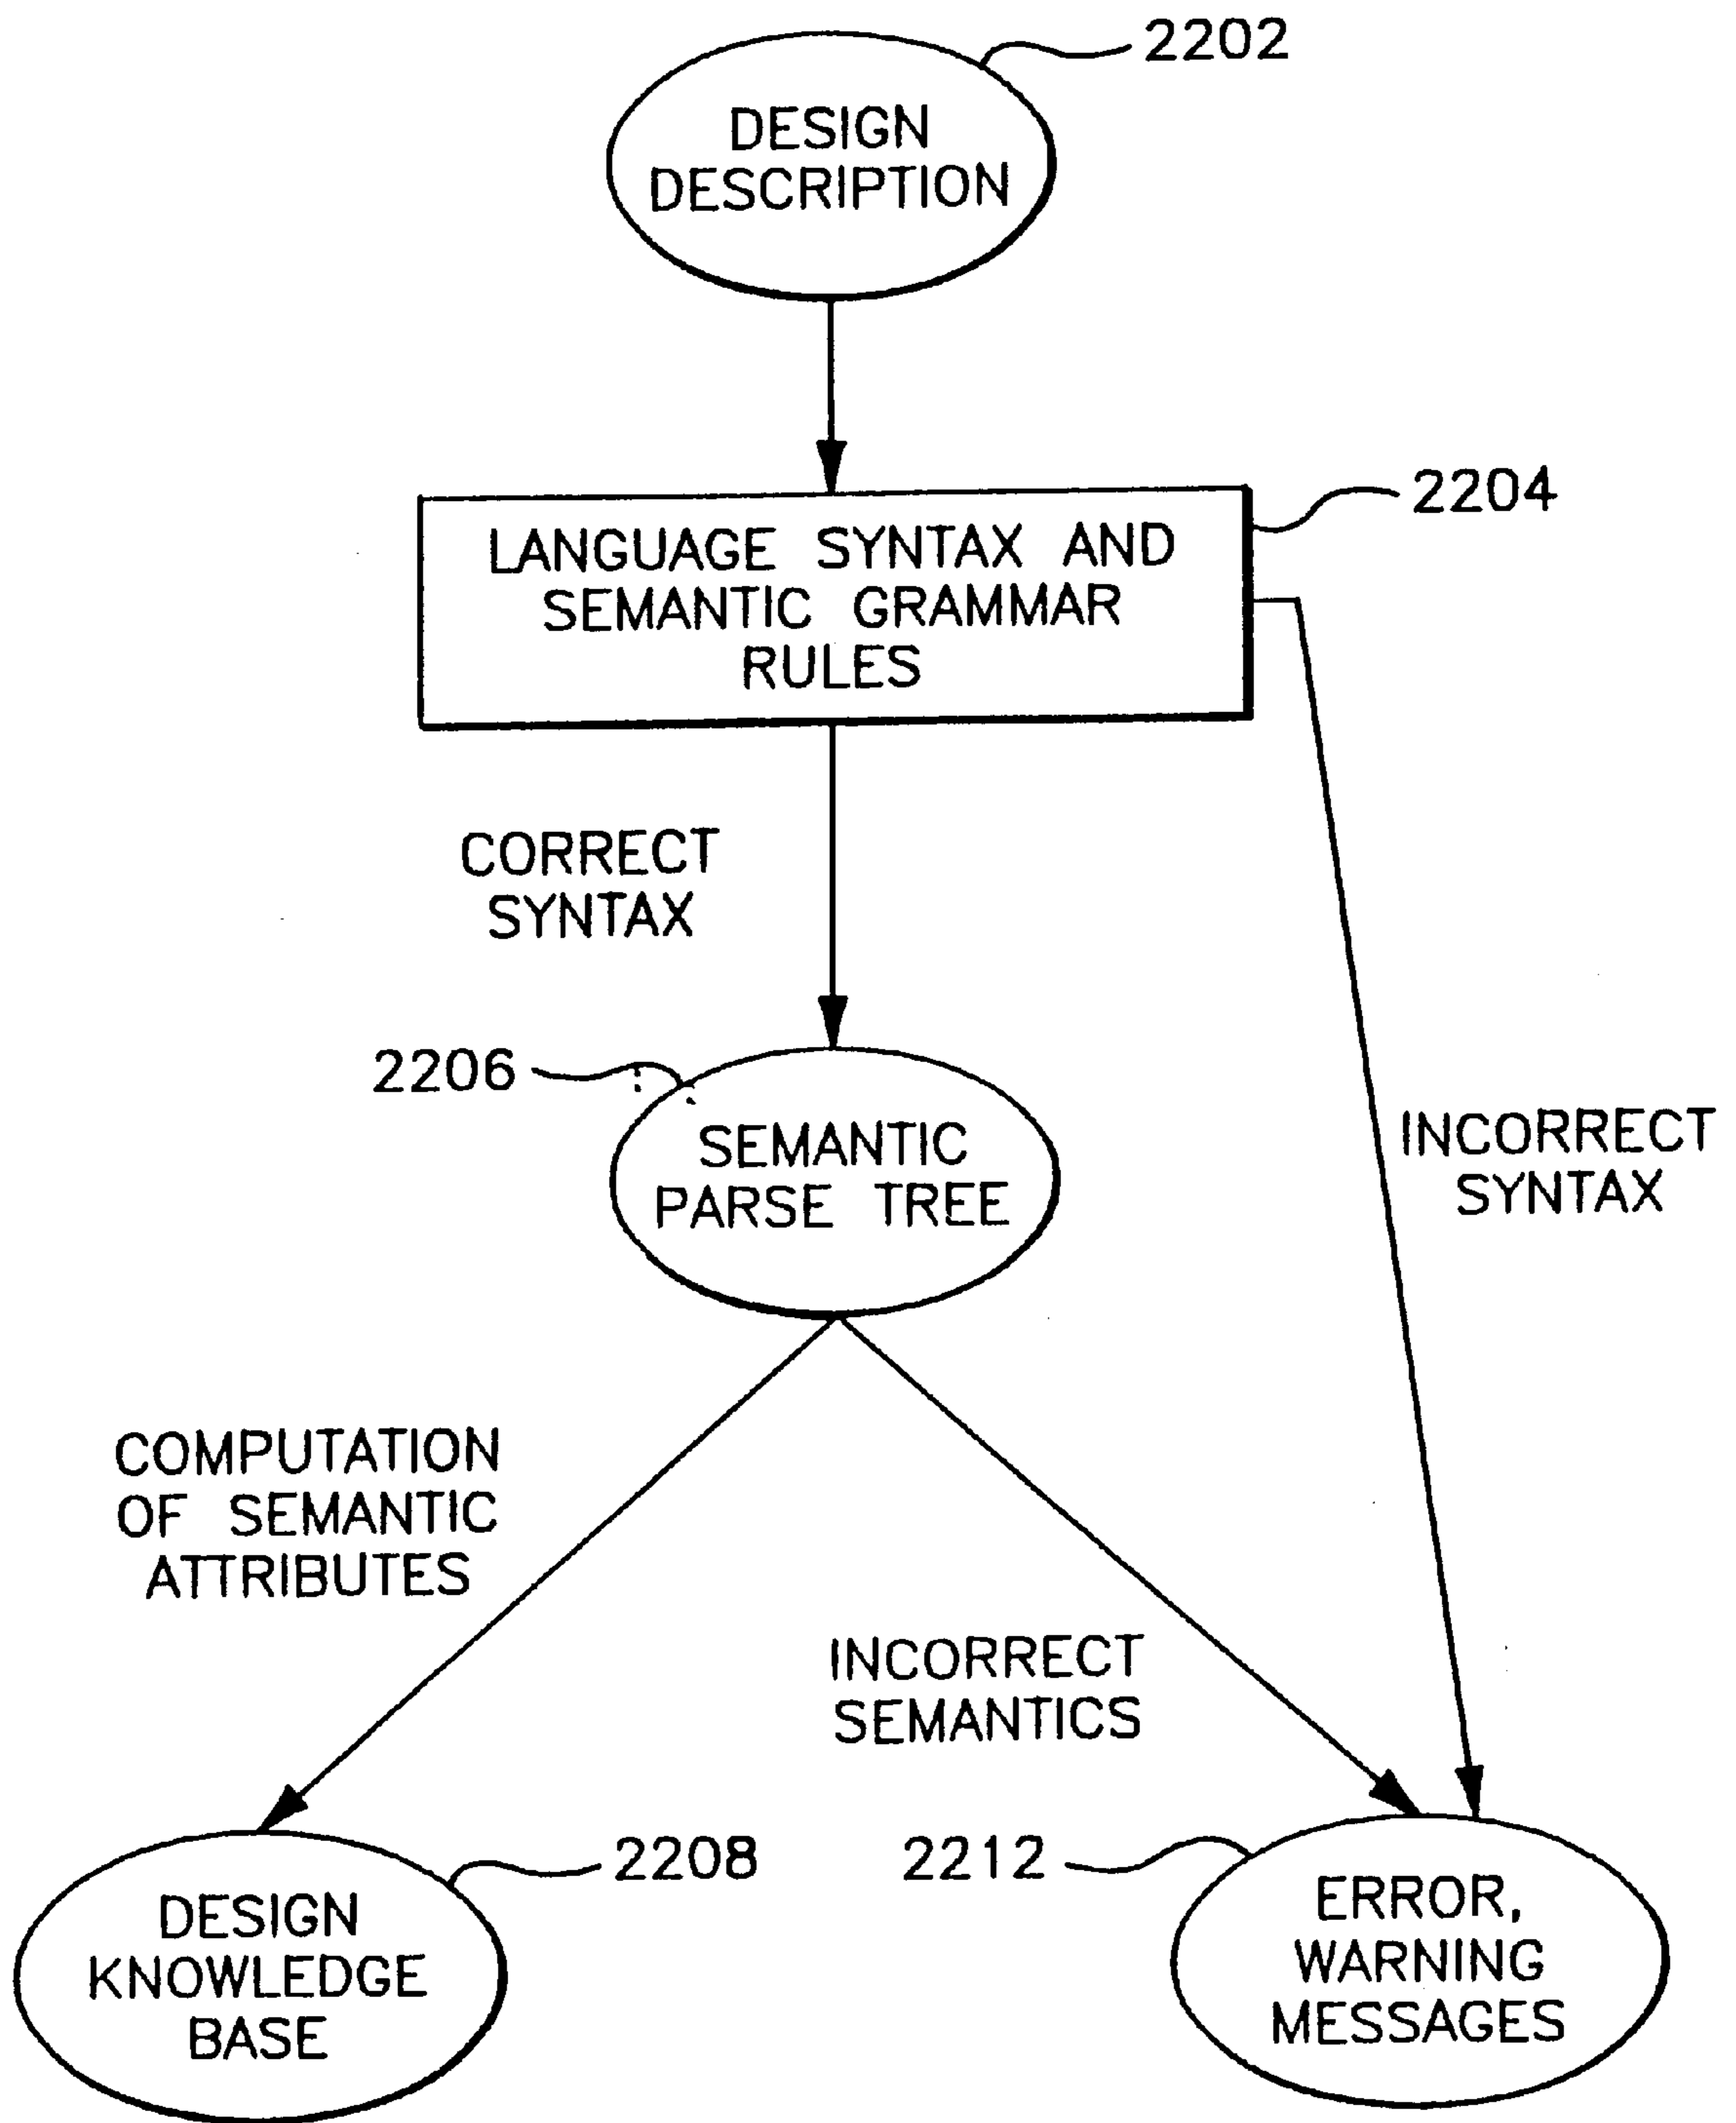 2202
DESIGN
DESCRIPTION
2204
LANGUAGE SYNTAX AND
SEMANTIC GRAMMAR
RULES
CORRECT
SYNTAX
2206
SEMANTIC
PARSE TREE
INCORRECT
SYNTAX
COMPUTATION
OF SEMANTIC
ATTRIBUTES
INCORRECT
SEMANTICS
2208
2212
DESIGN
KNOWLEDGE
BASE
ERROR,
WARNING
MESSAGES